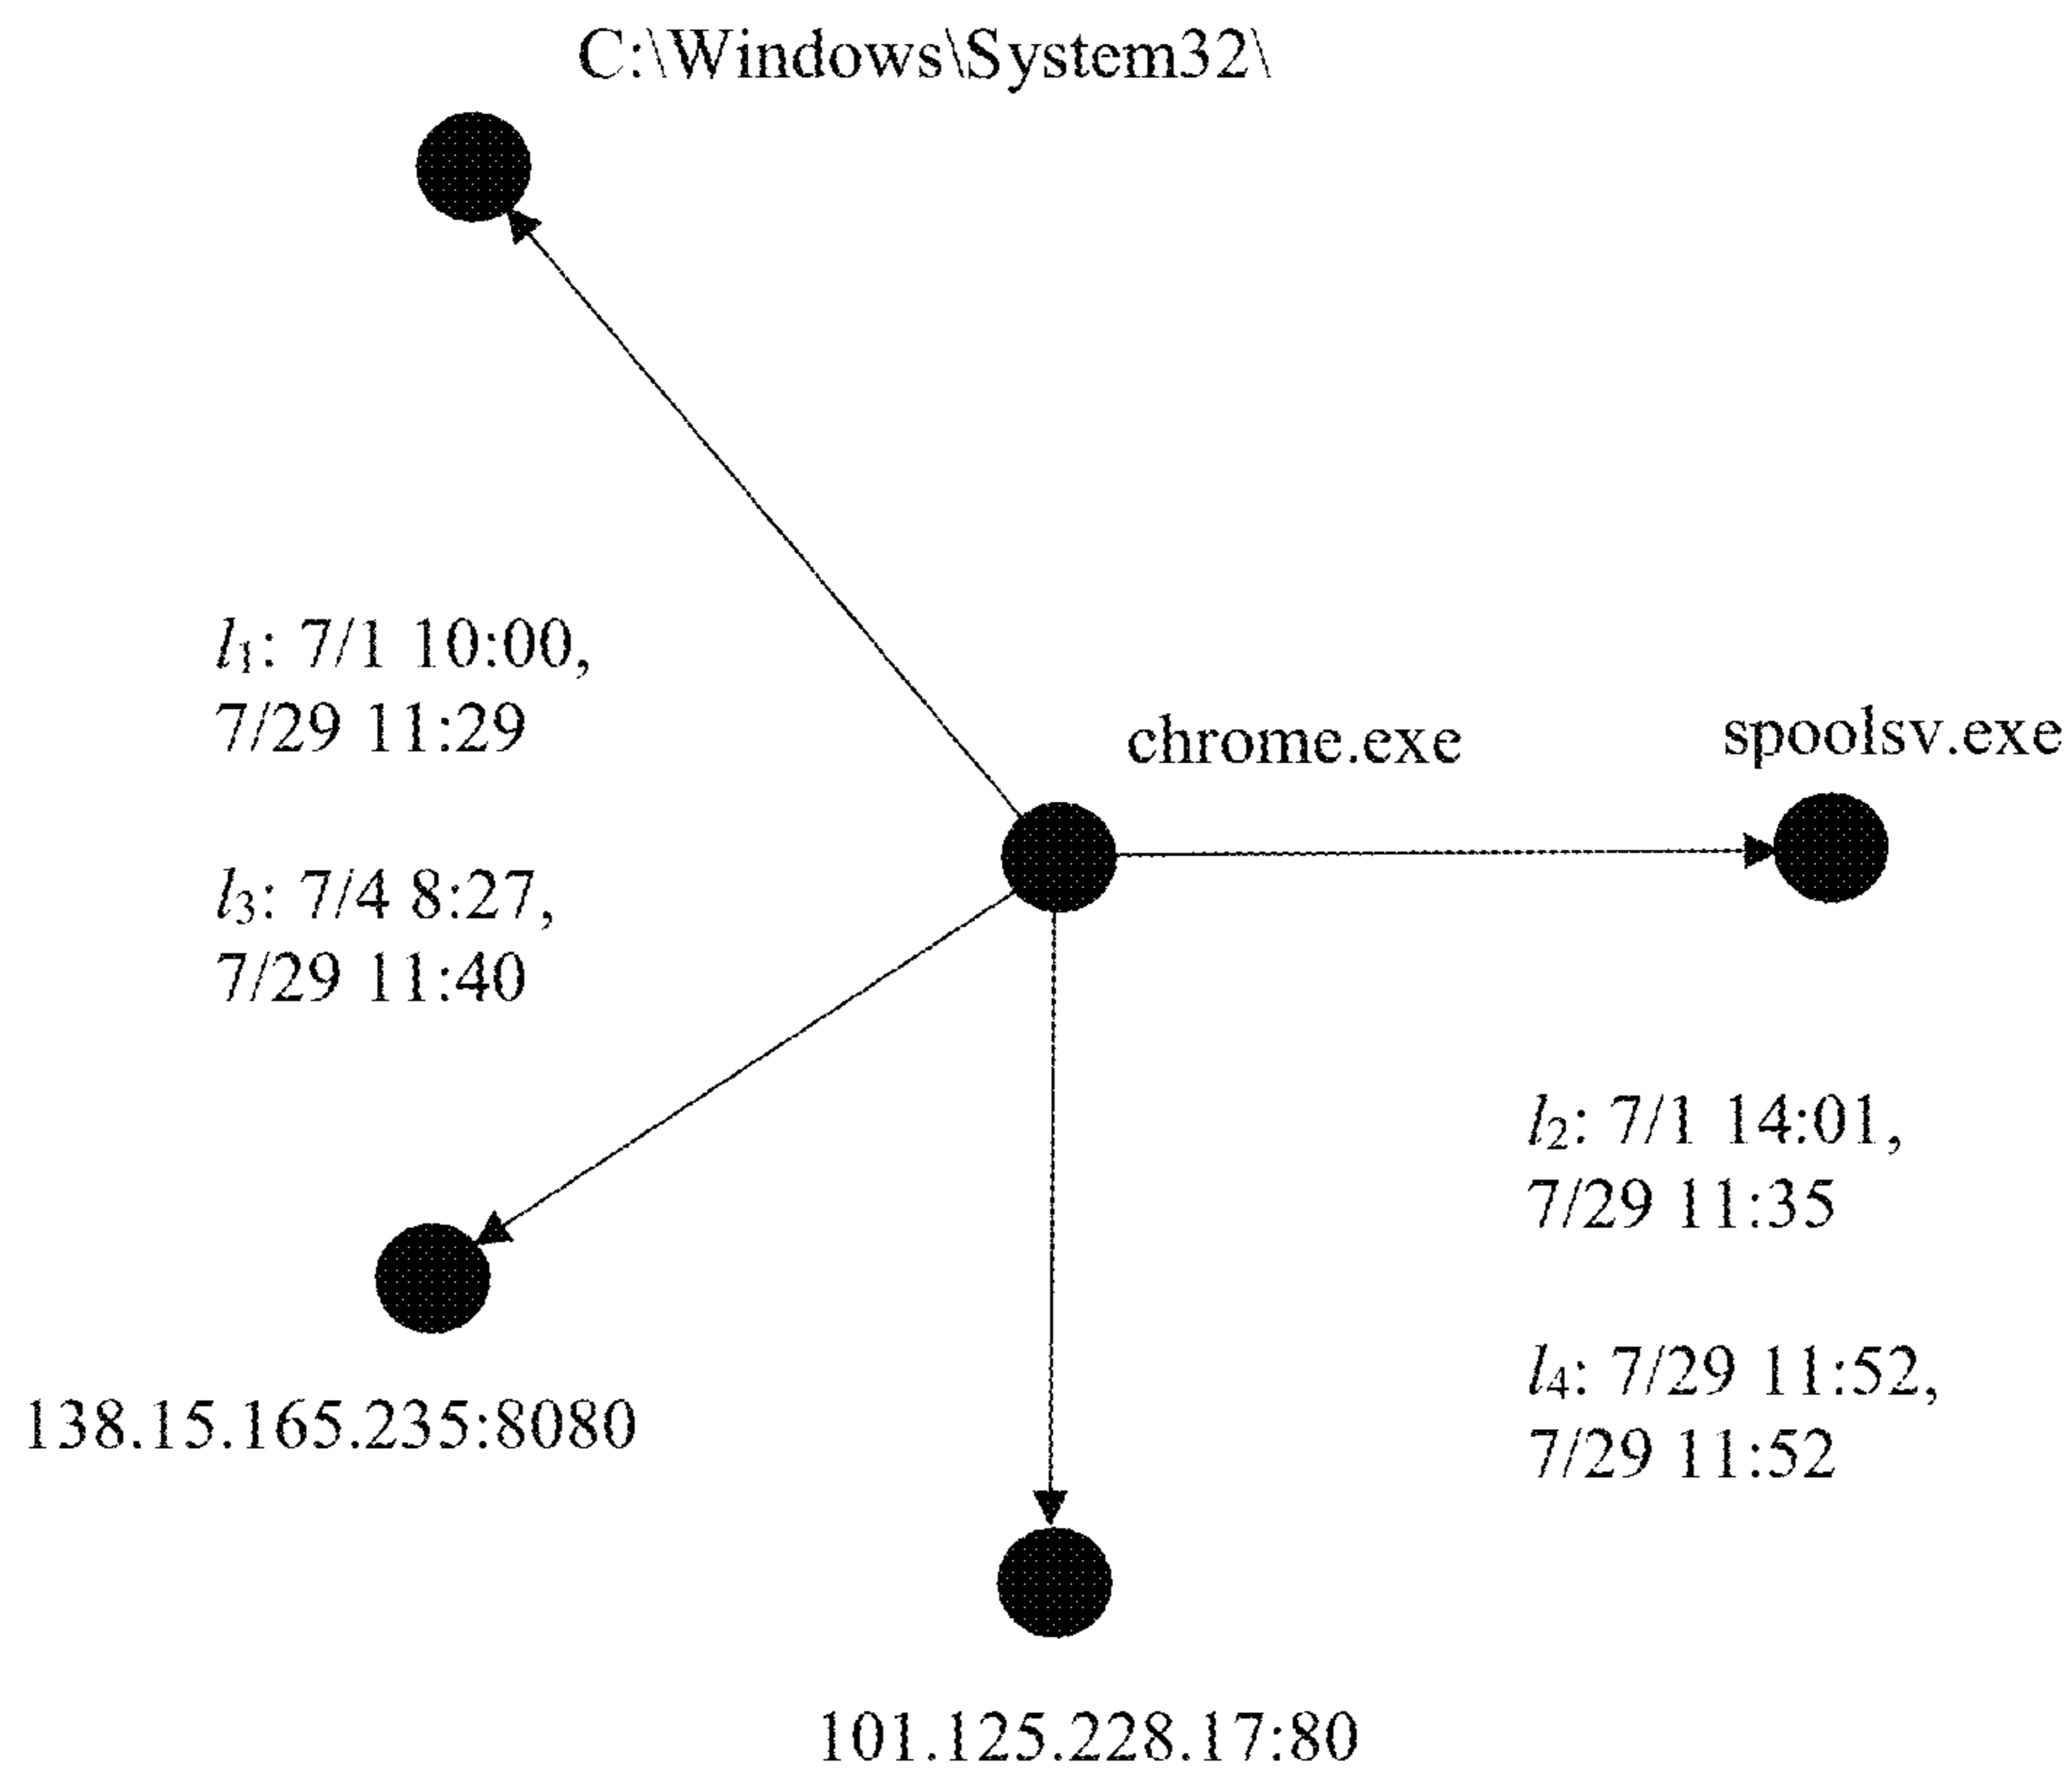 C:\Windows\System32\
l₁: 7/1 10:00,
7/29 11:29
chrome.exe
spoolsv.exe
l₃: 7/4 8:27,
7/29 11:40
l₂: 7/1 14:01,
7/29 11:35
l₄: 7/29 11:52,
7/29 11:52
138.15.165.235:8080
101.125.228.17:80